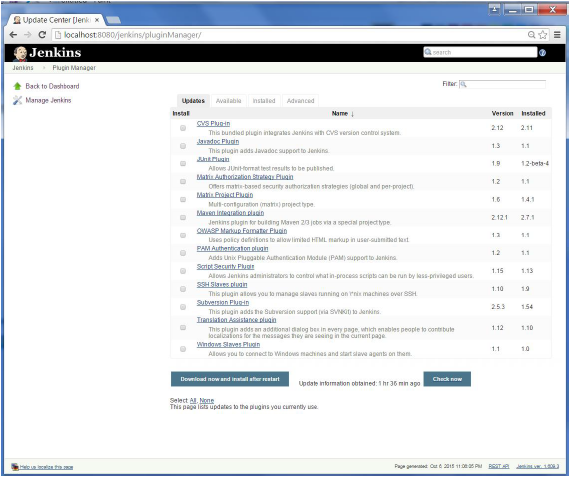 Update Center [Jenk
localhost:8080/jenkins/pluginManager/
Jenkins
search
Jenkins
Plugin Manager
Back to Dashboard
Manage Jenkins
Filter:
Updates Available Installed Advanced
Install Name ↓ Version Installed
CVS Plug-in
This bundled plugin integrates Jenkins with CVS version control system.
2.12 2.11
Javadoc Plugin
This plugin adds Javadoc support to Jenkins.
1.3 1.1
JUnit Plugin
Allows JUnit-format test results to be published.
1.9 1.2-beta-4
Matrix Authorization Strategy Plugin
Offers matrix-based security authorization strategies (global and per-project).
1.2 1.1
Matrix Project Plugin
Multi-configuration (matrix) project type.
1.6 1.4.1
Maven Integration plugin
Jenkins plugin for building Maven 2/3 jobs via a special project type.
2.12.1 2.7.1
OWASP Markup Formatter Plugin
Uses policy definitions to allow limited HTML markup in user-submitted text.
1.3 1.1
PAM Authentication plugin
Adds Unix Pluggable Authentication Module (PAM) support to Jenkins.
1.2 1.1
Script Security Plugin
Allows Jenkins administrators to control what in-process scripts can be run by less-privileged users.
1.15 1.13
SSH Slaves plugin
This plugin allows you to manage slaves running on *nix machines over SSH.
1.10 1.9
Subversion Plug-in
This plugin adds the Subversion support (via SVNKit) to Jenkins.
2.5.3 1.54
Translation Assistance plugin
This plugin adds an additional dialog box in every page, which enables people to contribute
localizations for the messages they are seeing in the current page.
1.12 1.10
Windows Slaves Plugin
Allows you to connect to Windows machines and start slave agents on them.
1.1 1.0
Download now and install after restart
Update information obtained: 1 hr 36 min ago
Check now
Select: All, None
This page lists updates to the plugins you currently use.
Help us localize this page
Page generated: Oct 6, 2015 11:08:05 PM
REST API
Jenkins ver. 1.609.3